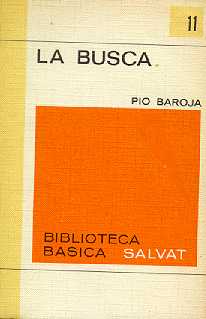 11
LA BUSCA
PIO BAROJA
BIBLIOTECA
BASICA SALVAT